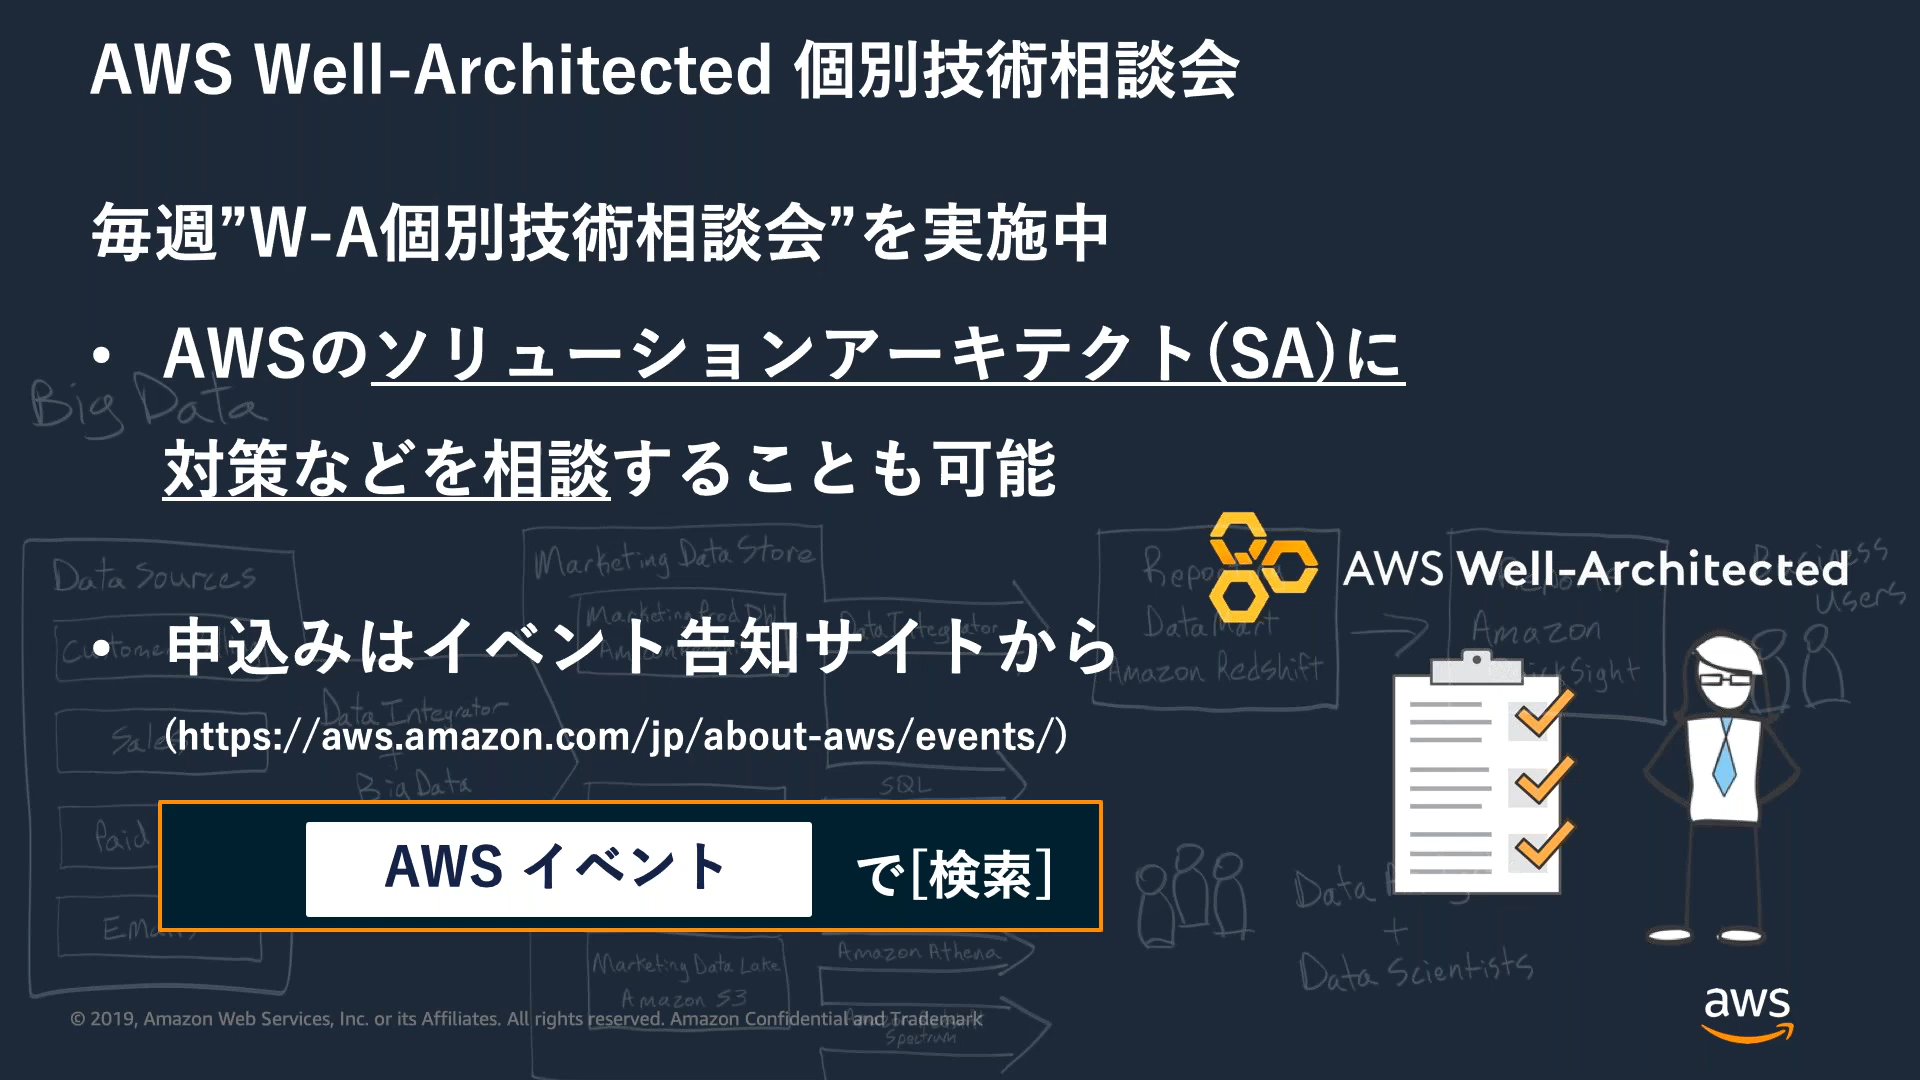 AWS Well-Architected 個別技術相談会
毎週”W-A個別技術相談会”を実施中
• AWSのソリューションアーキテクト(SA)に
対策などを相談することも可能
Big Data
Data Sources
Marketing Data Store
AWS Well-Architected
Business
Users
• 申込みはイベント告知サイトから
Data Mart
Amazon Redshift
Amazon
(https://aws.amazon.com/jp/about-aws/events/)
Data Integrator
+
Big Data
Sales
SQL
Paid
AWS イベント で[検索]
Data
+
Data Scientists
Amazon Athena
Marketing Data Lake
Amazon S3
Spectrum
© 2019, Amazon Web Services, Inc. or its Affiliates. All rights reserved. Amazon Confidential and Trademark
aws